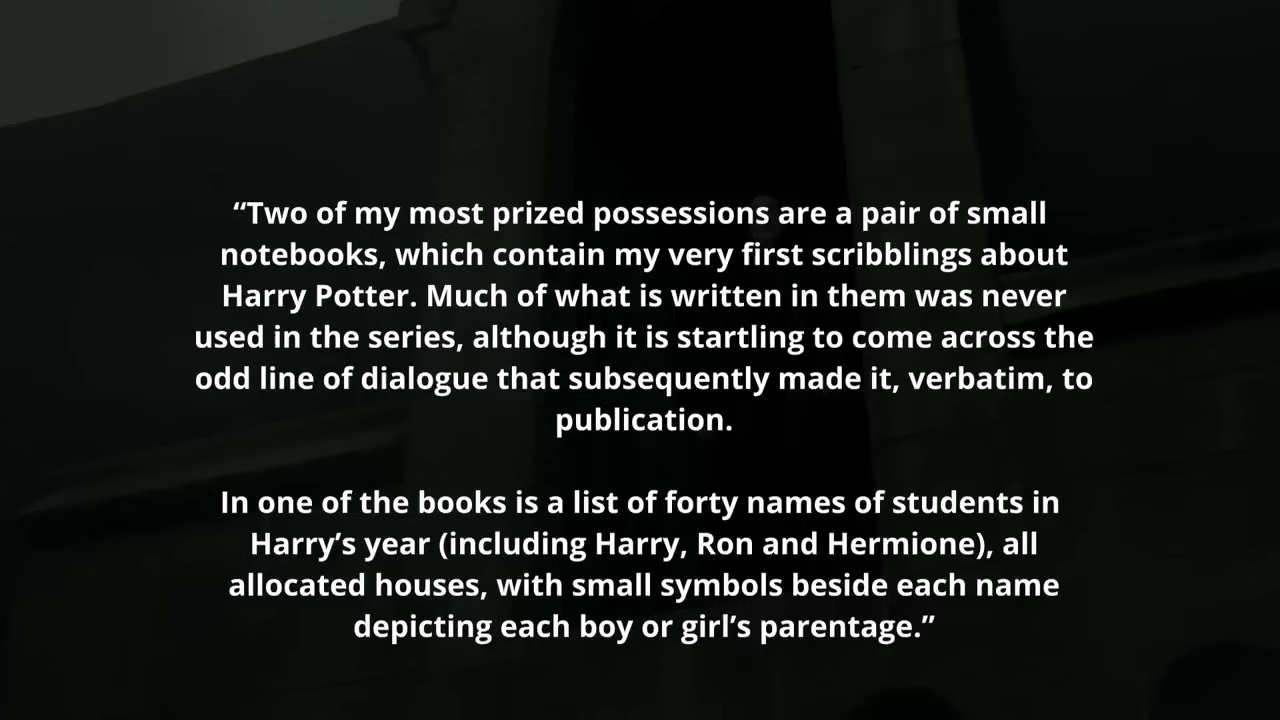 “Two of my most prized possessions are a pair of small
notebooks, which contain my very first scribblings about
Harry Potter. Much of what is written in them was never
used in the series, although it is startling to come across the
odd line of dialogue that subsequently made it, verbatim, to
publication.
In one of the books is a list of forty names of students in
Harry’s year (including Harry, Ron and Hermione), all
allocated houses, with small symbols beside each name
depicting each boy or girl’s parentage.”